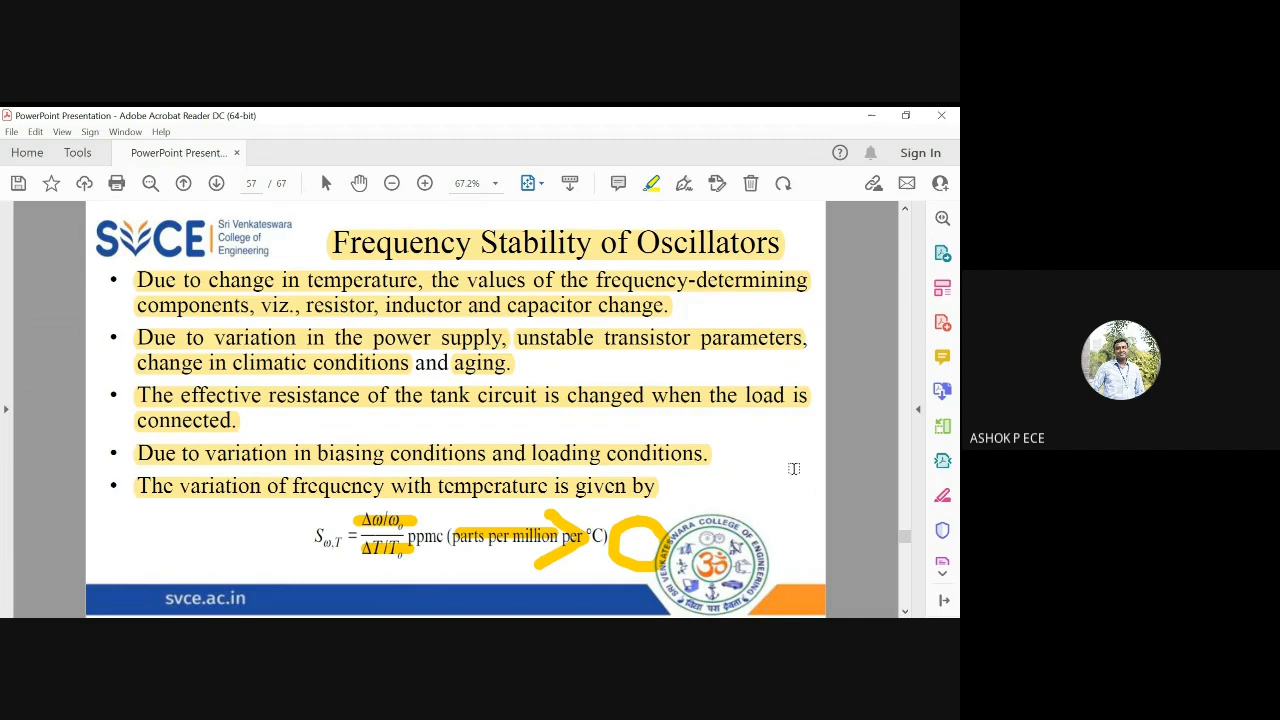 PowerPoint Presentation - Adobe Acrobat Reader DC (64-bit)
File Edit View Sign Window Help
Home Tools PowerPoint Present... × Sign In
57 / 67 67.2%
SVCE Sri Venkateswara
College of
Engineering
Frequency Stability of Oscillators
• Due to change in temperature, the values of the frequency-determining
components, viz., resistor, inductor and capacitor change.
• Due to variation in the power supply, unstable transistor parameters,
change in climatic conditions and aging.
• The effective resistance of the tank circuit is changed when the load is
connected.
• Due to variation in biasing conditions and loading conditions.
• The variation of frequency with temperature is given by
S_{ω,T} = (Δω/ω₀)/(ΔT/T₀) ppmc (parts per million per °C)
SRI VENKATESWARA COLLEGE OF ENGINEERING
ॐ
svce.ac.in
ASHOK P ECE